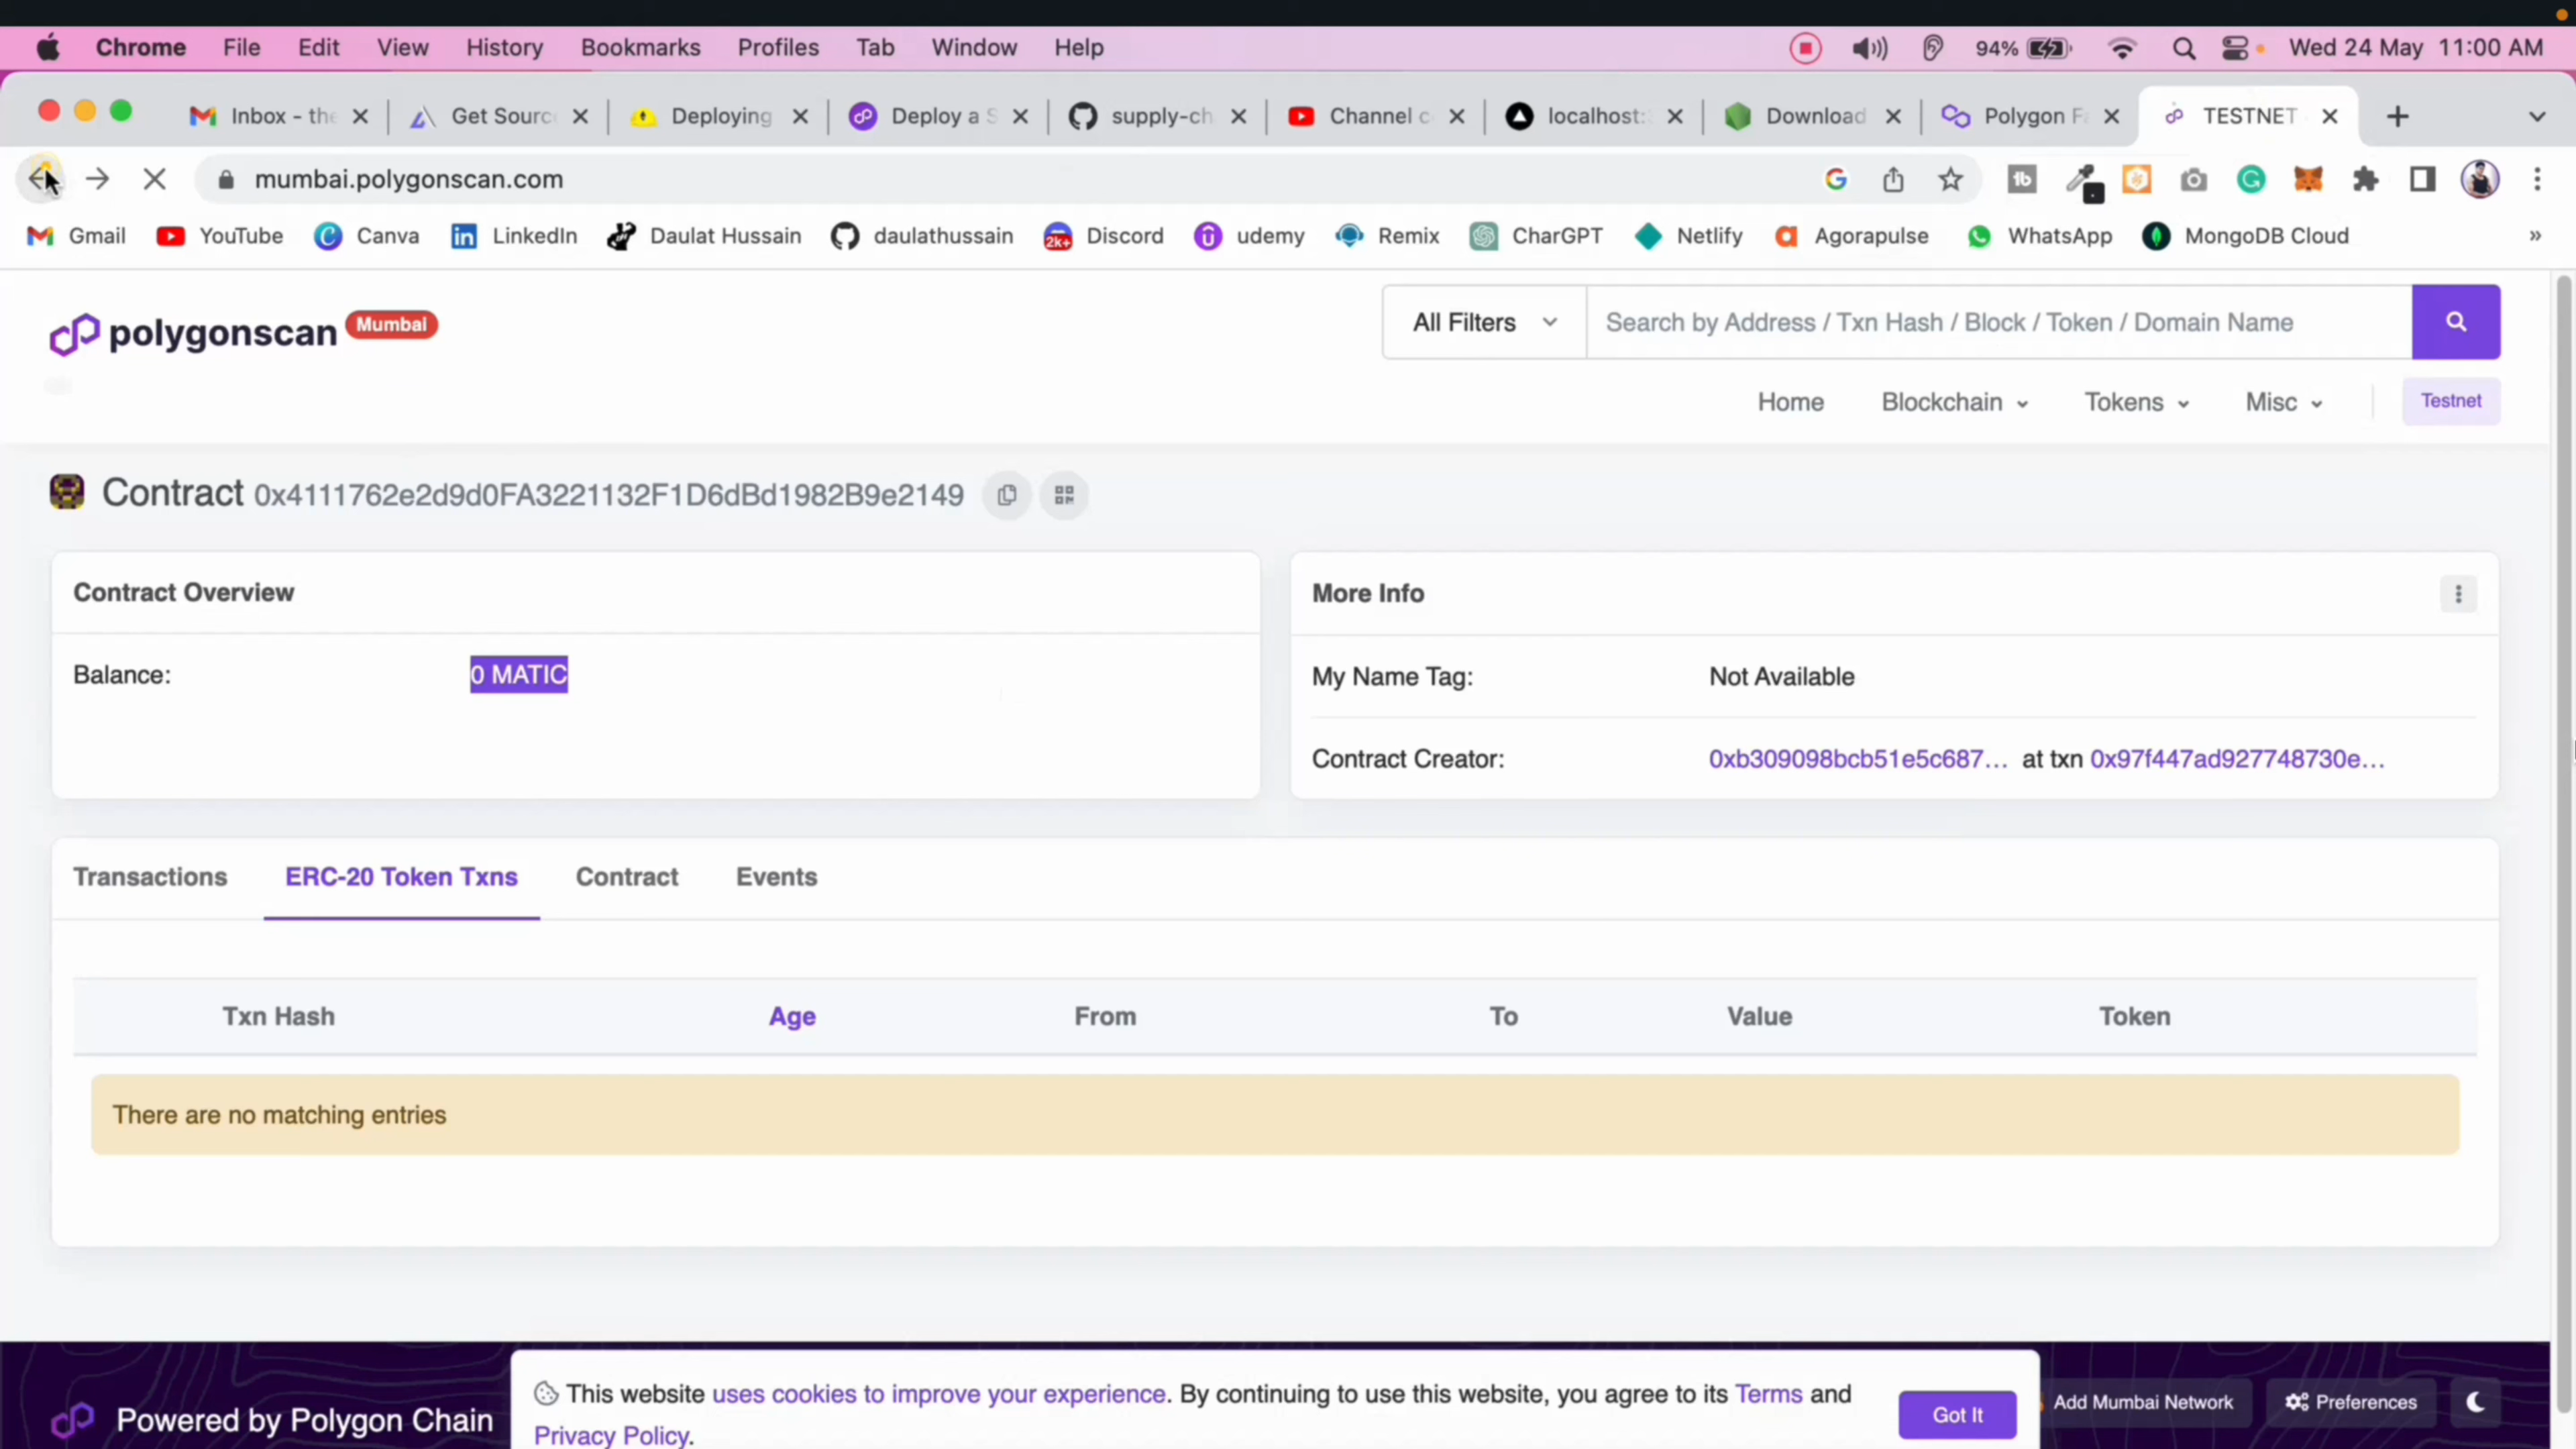 Chrome File Edit View History Bookmarks Profiles Tab Window Help 94% Wed 24 May 11:00 AM
Inbox - the Get Sourc Deploying Deploy a S supply-ch Channel c localhost: Download Polygon Fa TESTNET
mumbai.polygonscan.com
Gmail YouTube Canva LinkedIn Daulat Hussain daulathussain 2k+ Discord udemy Remix CharGPT Netlify Agorapulse WhatsApp MongoDB Cloud »
polygonscan Mumbai All Filters Search by Address / Txn Hash / Block / Token / Domain Name
Home Blockchain Tokens Misc Testnet
Contract 0x4111762e2d9d0FA3221132F1D6dBd1982B9e2149
Contract Overview
Balance: 0 MATIC
More Info
My Name Tag: Not Available
Contract Creator: 0xb309098bcb51e5c687... at txn 0x97f447ad927748730e...
Transactions ERC-20 Token Txns Contract Events
Txn Hash Age From To Value Token
There are no matching entries
Powered by Polygon Chain
This website uses cookies to improve your experience. By continuing to use this website, you agree to its Terms and
Privacy Policy.
Got It
Add Mumbai Network Preferences